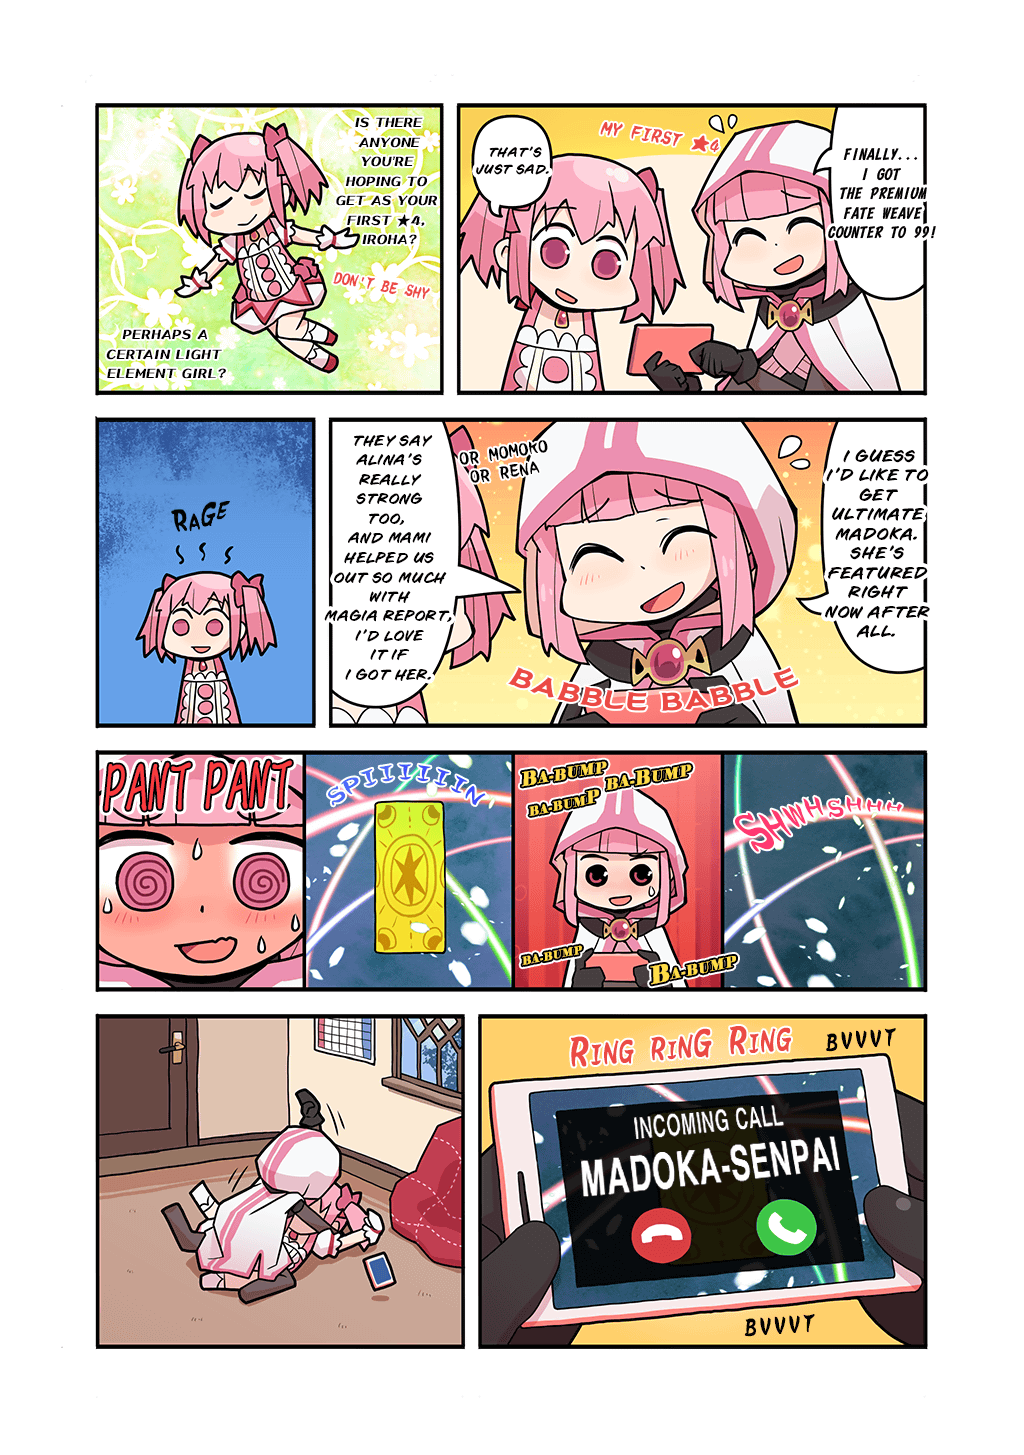 MY FIRST ★4
FINALLY...
I GOT
THE PREMIUM
FATE WEAVE
COUNTER TO 99!
THAT'S
JUST SAD.
IS THERE
ANYONE
YOU'RE
HOPING TO
GET AS YOUR
FIRST ★4,
IROHA?
DON'T BE SHY
PERHAPS A
CERTAIN LIGHT
ELEMENT GIRL?
I GUESS
I'D LIKE TO
GET
ULTIMATE
MADOKA.
SHE'S
FEATURED
RIGHT
NOW AFTER
ALL.
OR MOMOKO
OR RENA
THEY SAY
ALINA'S
REALLY
STRONG
TOO,
AND MAMI
HELPED US
OUT SO MUCH
WITH
MAGIA REPORT,
I'D LOVE
IT IF
I GOT HER.
BABBLE BABBLE
RAGE
SHWHSHHH
BA-BUMP
BA-BUMP BA-BUMP
BA-BUMP
BA-BUMP
SPIIIIIIN
PANT PANT
RING RING RING
BVVVT
INCOMING CALL
MADOKA-SENPAI
BVVVT